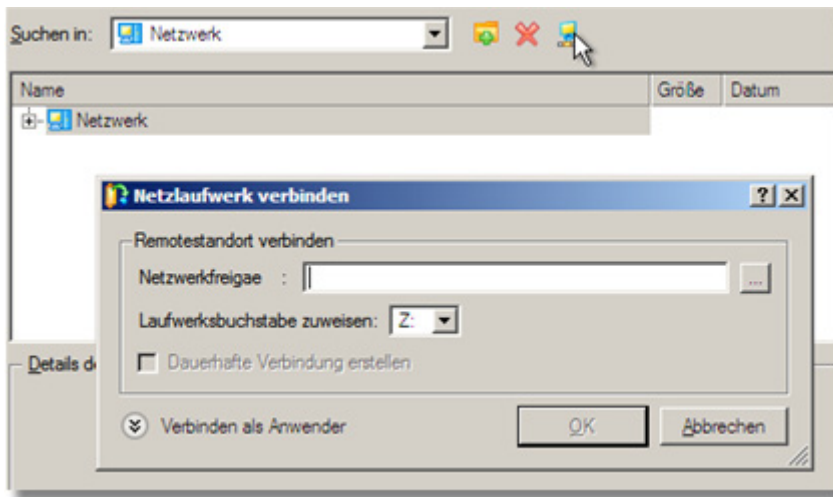 Suchen in: Netzwerk
Name Größe Datum
Netzwerk
Netzlaufwerk verbinden
Remotestandort verbinden
Netzwerkfreigae :
...
Laufwerksbuchstabe zuweisen: Z:
Dauerhafte Verbindung erstellen
Details d
Verbinden als Anwender OK Abbrechen